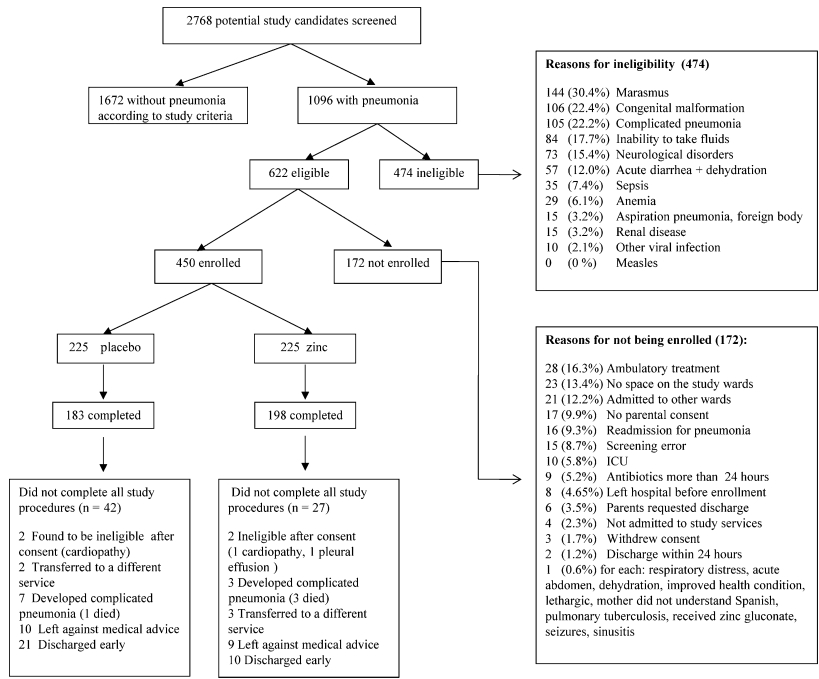 2768 potential study candidates screened
1672 without pneumonia
according to study criteria
1096 with pneumonia
622 eligible
474 ineligible
450 enrolled
172 not enrolled
225 placebo
225 zinc
183 completed
198 completed
Did not complete all study
procedures (n = 42)
2 Found to be ineligible after
consent (cardiopathy)
2 Transferred to a different
service
7 Developed complicated
pneumonia (1 died)
10 Left against medical advice
21 Discharged early
Did not complete all study
procedures (n = 27)
2 Ineligible after consent
(1 cardiopathy, 1 pleural
effusion )
3 Developed complicated
pneumonia (3 died)
3 Transferred to a different
service
9 Left against medical advice
10 Discharged early
Reasons for ineligibility (474)
144 (30.4%) Marasmus
106 (22.4%) Congenital malformation
105 (22.2%) Complicated pneumonia
84 (17.7%) Inability to take fluids
73 (15.4%) Neurological disorders
57 (12.0%) Acute diarrhea + dehydration
35 (7.4%) Sepsis
29 (6.1%) Anemia
15 (3.2%) Aspiration pneumonia, foreign body
15 (3.2%) Renal disease
10 (2.1%) Other viral infection
0 (0 %) Measles
Reasons for not being enrolled (172):
28 (16.3%) Ambulatory treatment
23 (13.4%) No space on the study wards
21 (12.2%) Admitted to other wards
17 (9.9%) No parental consent
16 (9.3%) Readmission for pneumonia
15 (8.7%) Screening error
10 (5.8%) ICU
9 (5.2%) Antibiotics more than 24 hours
8 (4.65%) Left hospital before enrollment
6 (3.5%) Parents requested discharge
4 (2.3%) Not admitted to study services
3 (1.7%) Withdrew consent
2 (1.2%) Discharge within 24 hours
1 (0.6%) for each: respiratory distress, acute
abdomen, dehydration, improved health condition,
lethargic, mother did not understand Spanish,
pulmonary tuberculosis, received zinc gluconate,
seizures, sinusitis